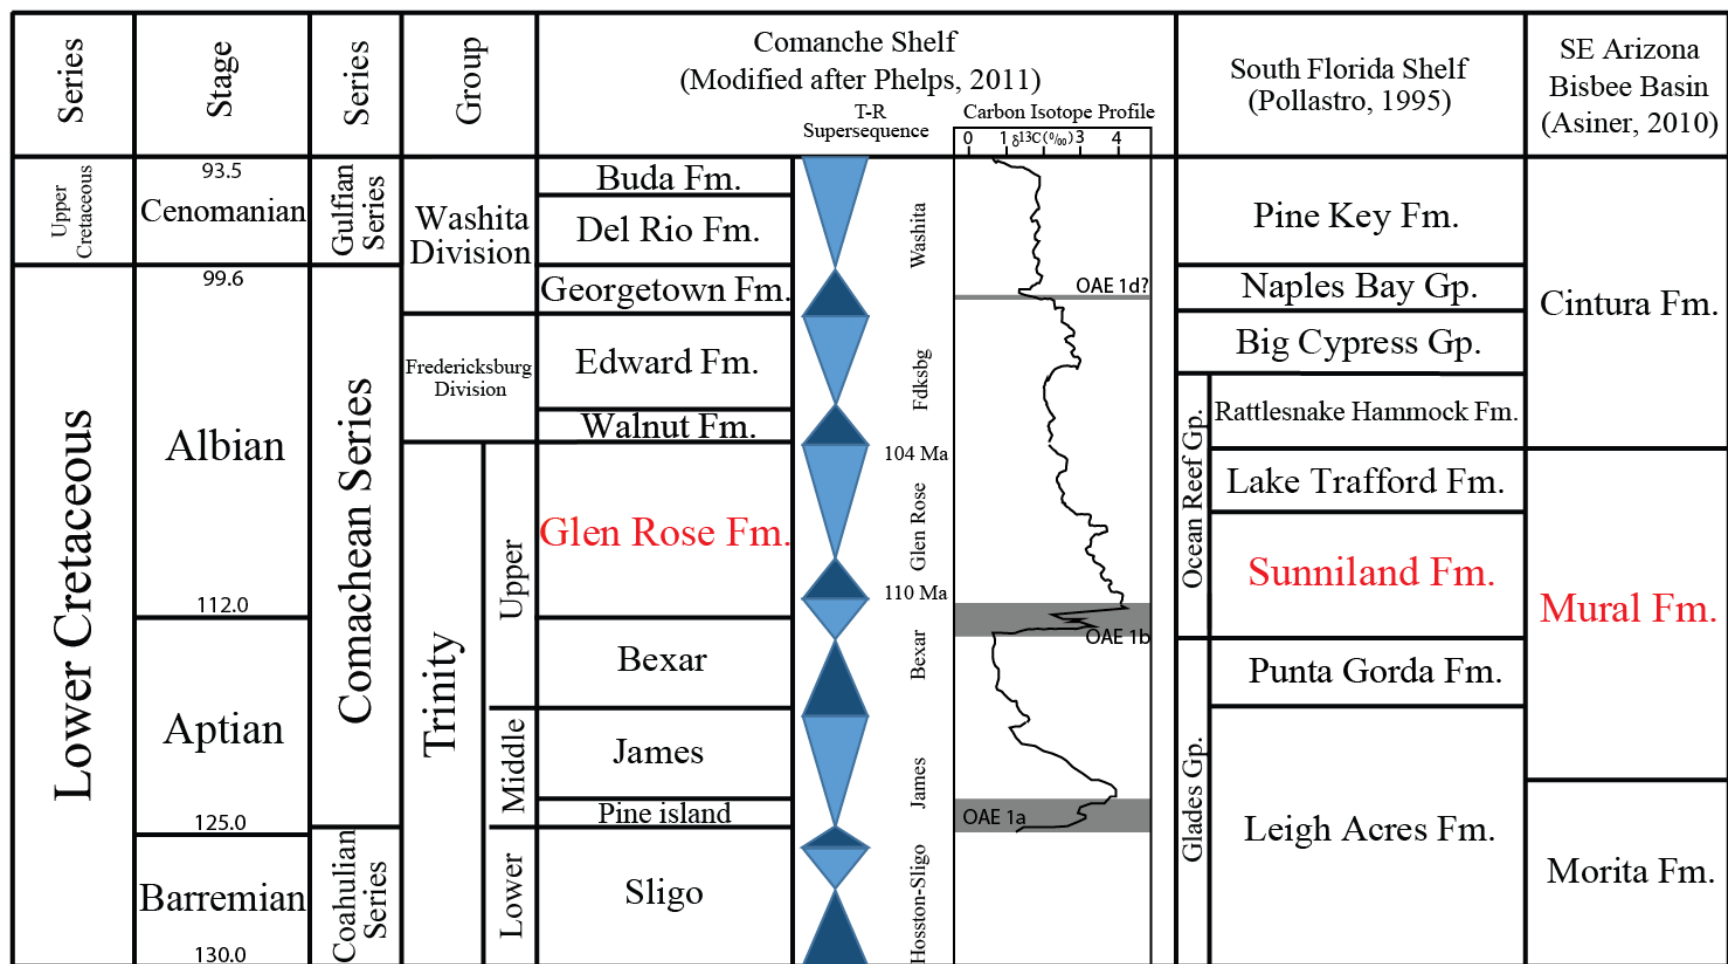 Series
Stage
Series
Group
Comanche Shelf
(Modified after Phelps, 2011)
T-R
Supersequence
Carbon Isotope Profile
0 1 δ13C(‰) 3 4
South Florida Shelf
(Pollastro, 1995)
SE Arizona
Bisbee Basin
(Asiner, 2010)
Upper
Cretaceous
Lower Cretaceous
93.5
Cenomanian
99.6
Albian
112.0
Aptian
125.0
Barremian
130.0
Gulfian
Series
Comachean Series
Coahulian
Series
Washita
Division
Fredericksburg
Division
Trinity
Upper
Middle
Lower
Buda Fm.
Del Rio Fm.
Georgetown Fm.
Edward Fm.
Walnut Fm.
Glen Rose Fm.
Bexar
James
Pine island
Sligo
Washita
Fdksbg
104 Ma
Glen Rose
110 Ma
Bexar
James
Hosston-Sligo
OAE 1d?
OAE 1b
OAE 1a
Pine Key Fm.
Naples Bay Gp.
Big Cypress Gp.
Ocean Reef Gp.
Rattlesnake Hammock Fm.
Lake Trafford Fm.
Sunniland Fm.
Glades Gp.
Punta Gorda Fm.
Leigh Acres Fm.
Cintura Fm.
Mural Fm.
Morita Fm.